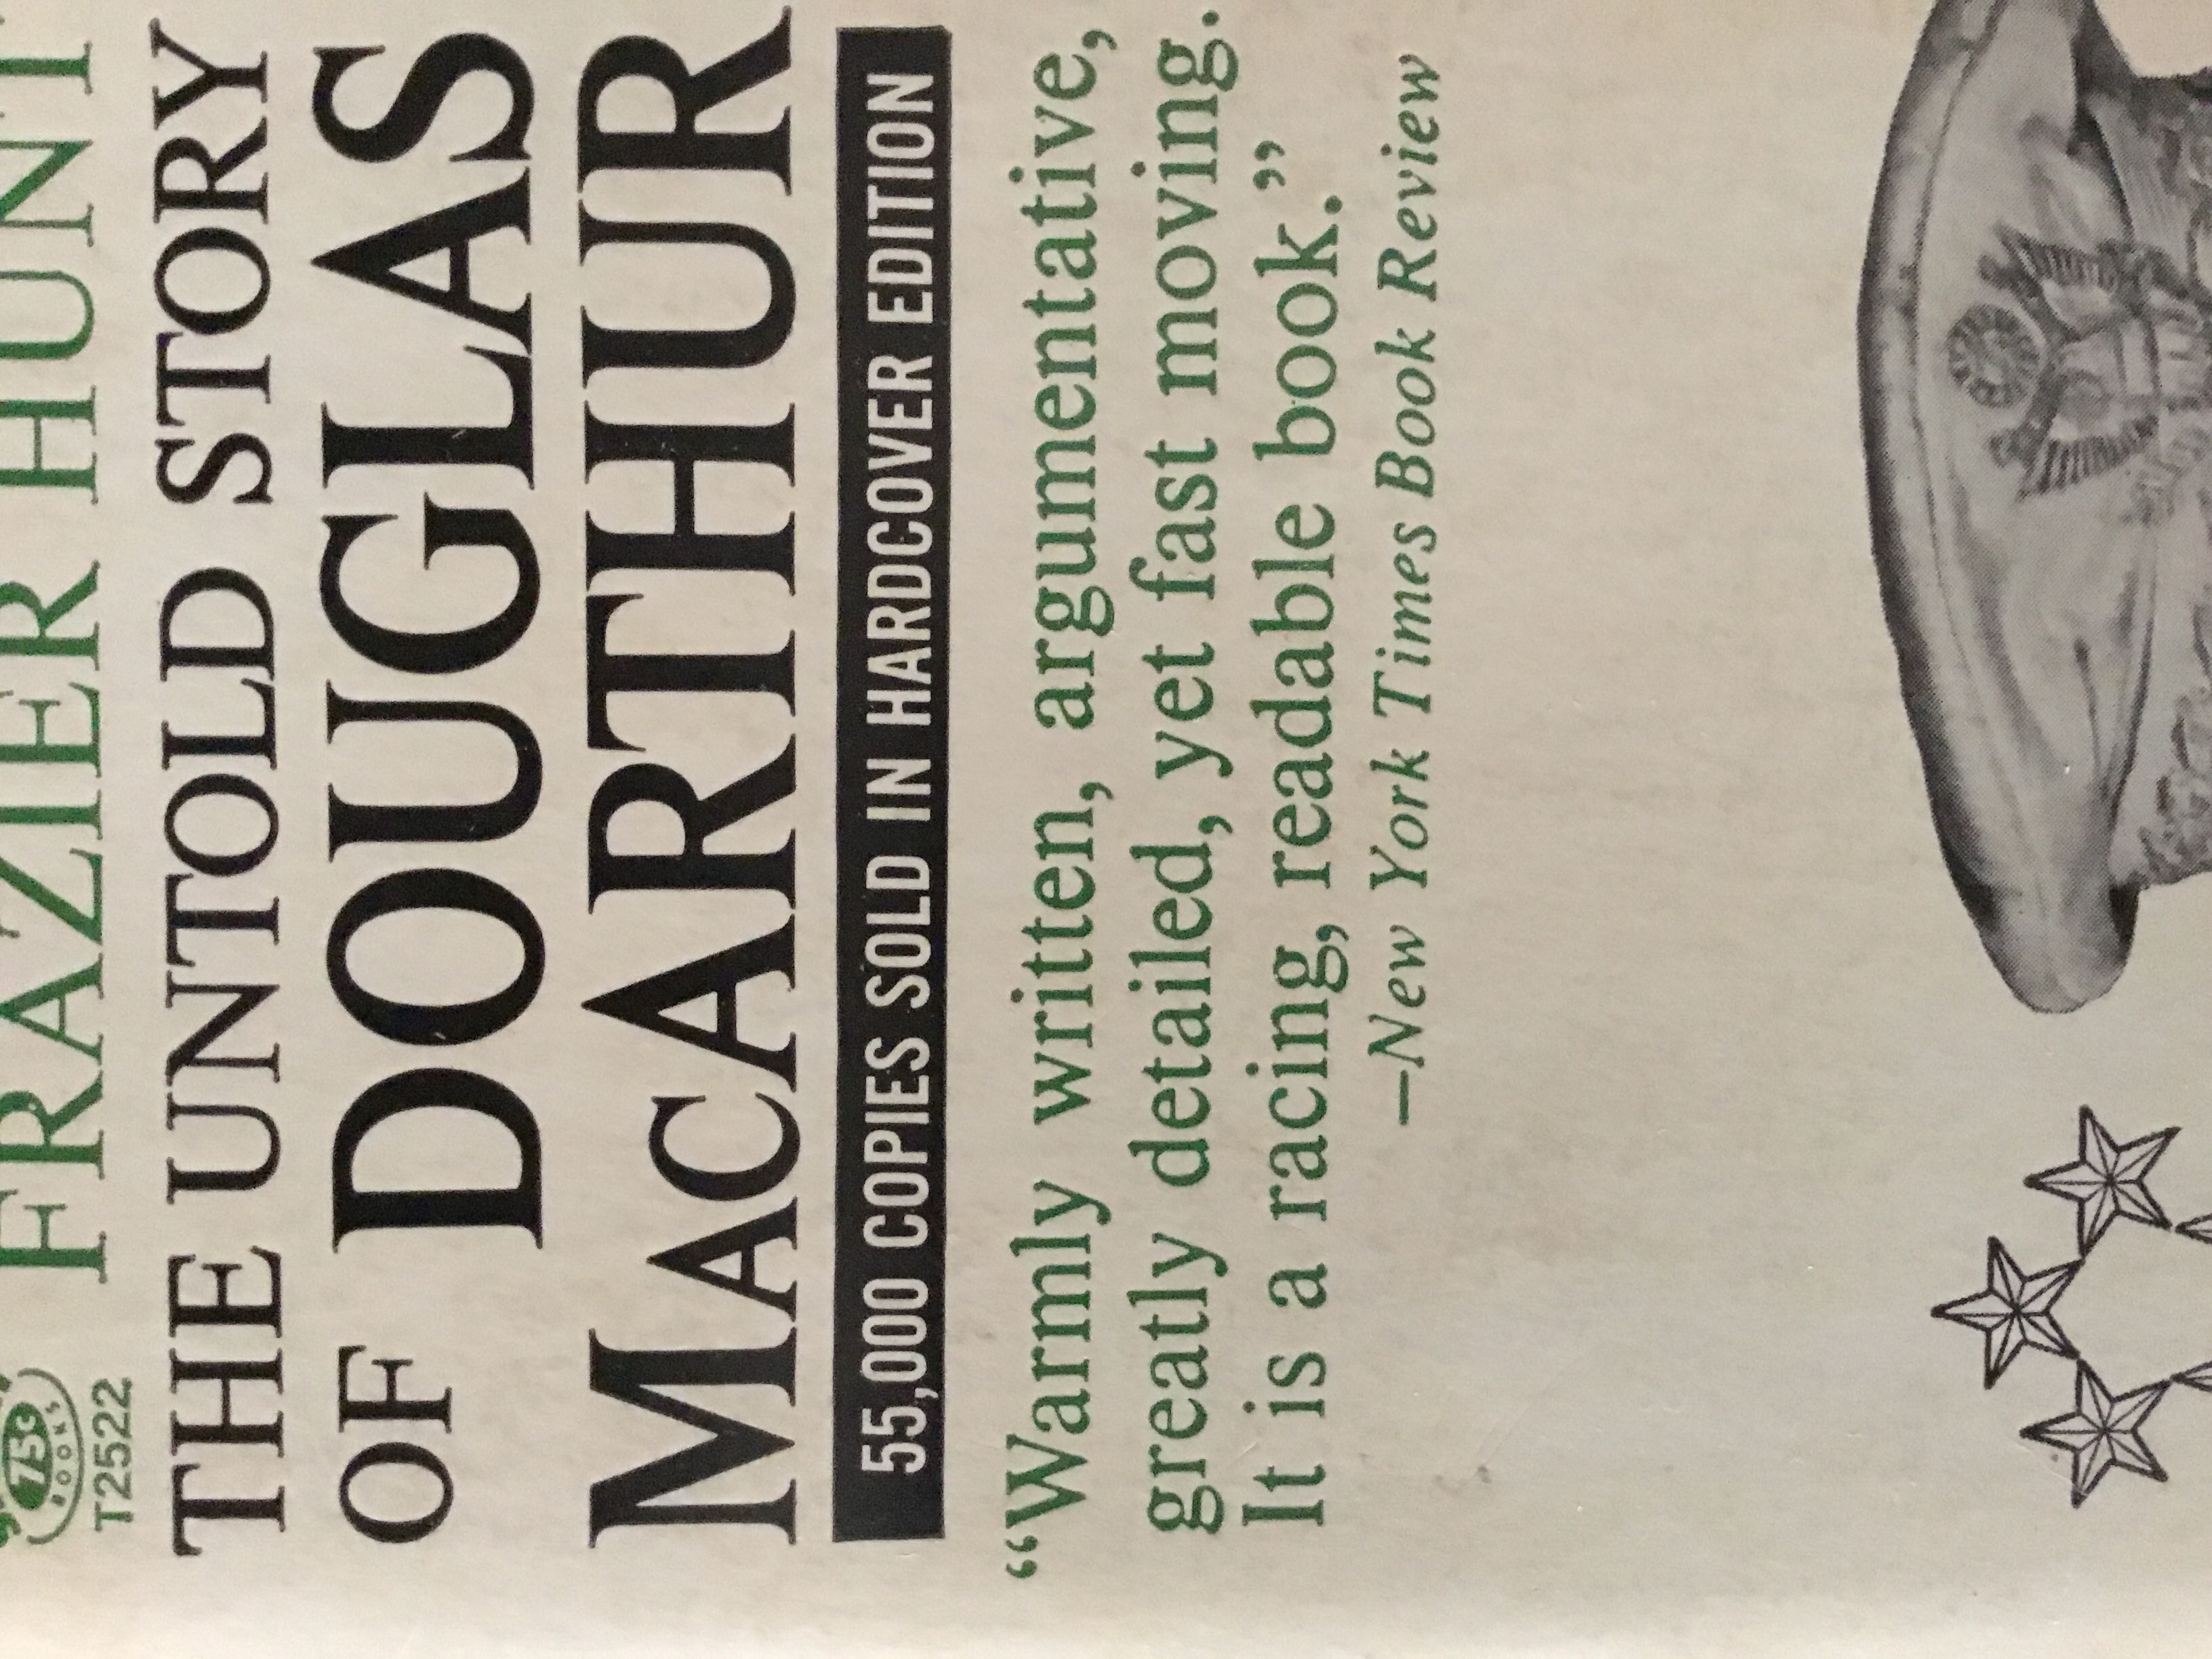 FRAZIER HUNT
75¢
BOOKS
T2522
THE UNTOLD STORY
OF DOUGLAS
MACARTHUR
55,000 COPIES SOLD IN HARDCOVER EDITION
“Warmly written, argumentative,
greatly detailed, yet fast moving.
It is a racing, readable book.”
—New York Times Book Review